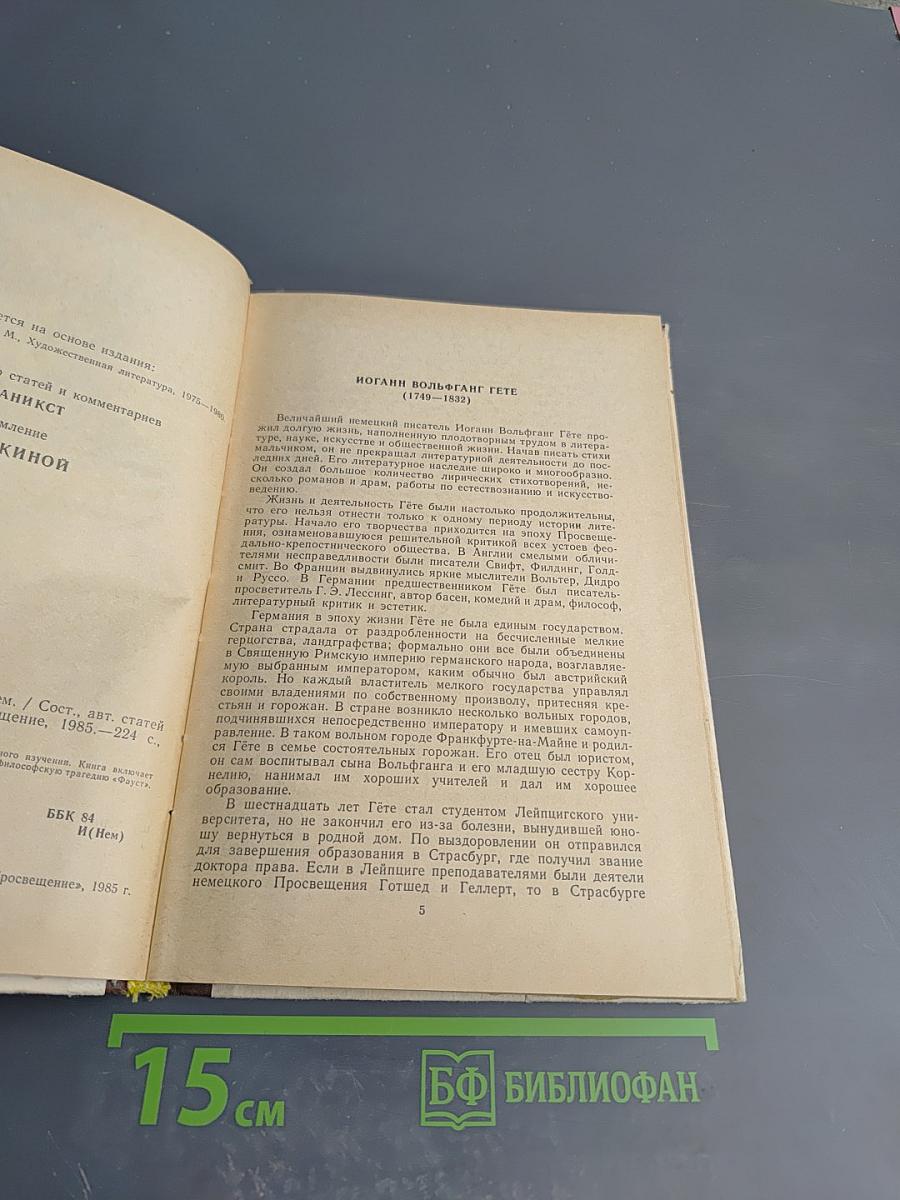 ется на основе издания:
М., Художественная литература, 1975—1980.
статей и комментариев
АНИКСТ
мление
КИНОЙ
ем. / Сост., авт. статей
щение, 1985.—224 с.,
ного изучения. Книга включает
философскую трагедию «Фауст».
ББК 84
И(Нем)
росвещение», 1985 г.
ИОГАНН ВОЛЬФГАНГ ГЕТЕ
(1749—1832)
Величайший немецкий писатель Иоганн Вольфганг Гёте про-
жил долгую жизнь, наполненную плодотворным трудом в литера-
туре, науке, искусстве и общественной жизни. Начав писать стихи
мальчиком, он не прекращал литературной деятельности до пос-
ледних дней. Его литературное наследие широко и многообразно.
Он создал большое количество лирических стихотворений, не-
сколько романов и драм, работы по естествознанию и искусство-
ведению.
Жизнь и деятельность Гёте были настолько продолжительны,
что его нельзя отнести только к одному периоду истории лите-
ратуры. Начало его творчества приходится на эпоху Просвеще-
ния, ознаменовавшуюся решительной критикой всех устоев фео-
дально-крепостнического общества. В Англии смелыми обличи-
телями несправедливости были писатели Свифт, Филдинг, Голд-
смит. Во Франции выдвинулись яркие мыслители Вольтер, Дидро
и Руссо. В Германии предшественником Гёте был писатель-
просветитель Г. Э. Лессинг, автор басен, комедий и драм, философ,
литературный критик и эстетик.
Германия в эпоху жизни Гёте не была единым государством.
Страна страдала от раздробленности на бесчисленные мелкие
герцогства, ландграфства; формально они все были объединены
в Священную Римскую империю германского народа, возглавляе-
мую выбранным императором, каким обычно был австрийский
король. Но каждый властитель мелкого государства управлял
своими владениями по собственному произволу, притесняя кре-
стьян и горожан. В стране возникло несколько вольных городов,
подчинявшихся непосредственно императору и имевших самоуп-
равление. В таком вольном городе Франкфурте-на-Майне и родил-
ся Гёте в семье состоятельных горожан. Его отец был юристом,
он сам воспитывал сына Вольфганга и его младшую сестру Кор-
нелию, нанимал им хороших учителей и дал им хорошее
образование.
В шестнадцать лет Гёте стал студентом Лейпцигского уни-
верситета, но не закончил его из-за болезни, вынудившей юно-
шу вернуться в родной дом. По выздоровлении он отправился
для завершения образования в Страсбург, где получил звание
доктора права. Если в Лейпциге преподавателями были деятели
немецкого Просвещения Готшед и Геллерт, то в Страсбурге
5
15 см
БФ БИБЛИОФАН